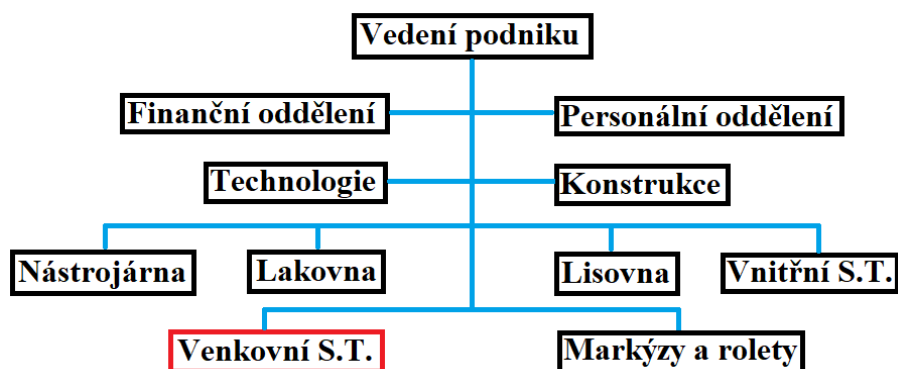 Vedení podniku
Finanční oddělení
Personální oddělení
Technologie
Konstrukce
Nástrojárna
Lakovna
Lisovna
Vnitřní S.T.
Venkovní S.T.
Markýzy a rolety